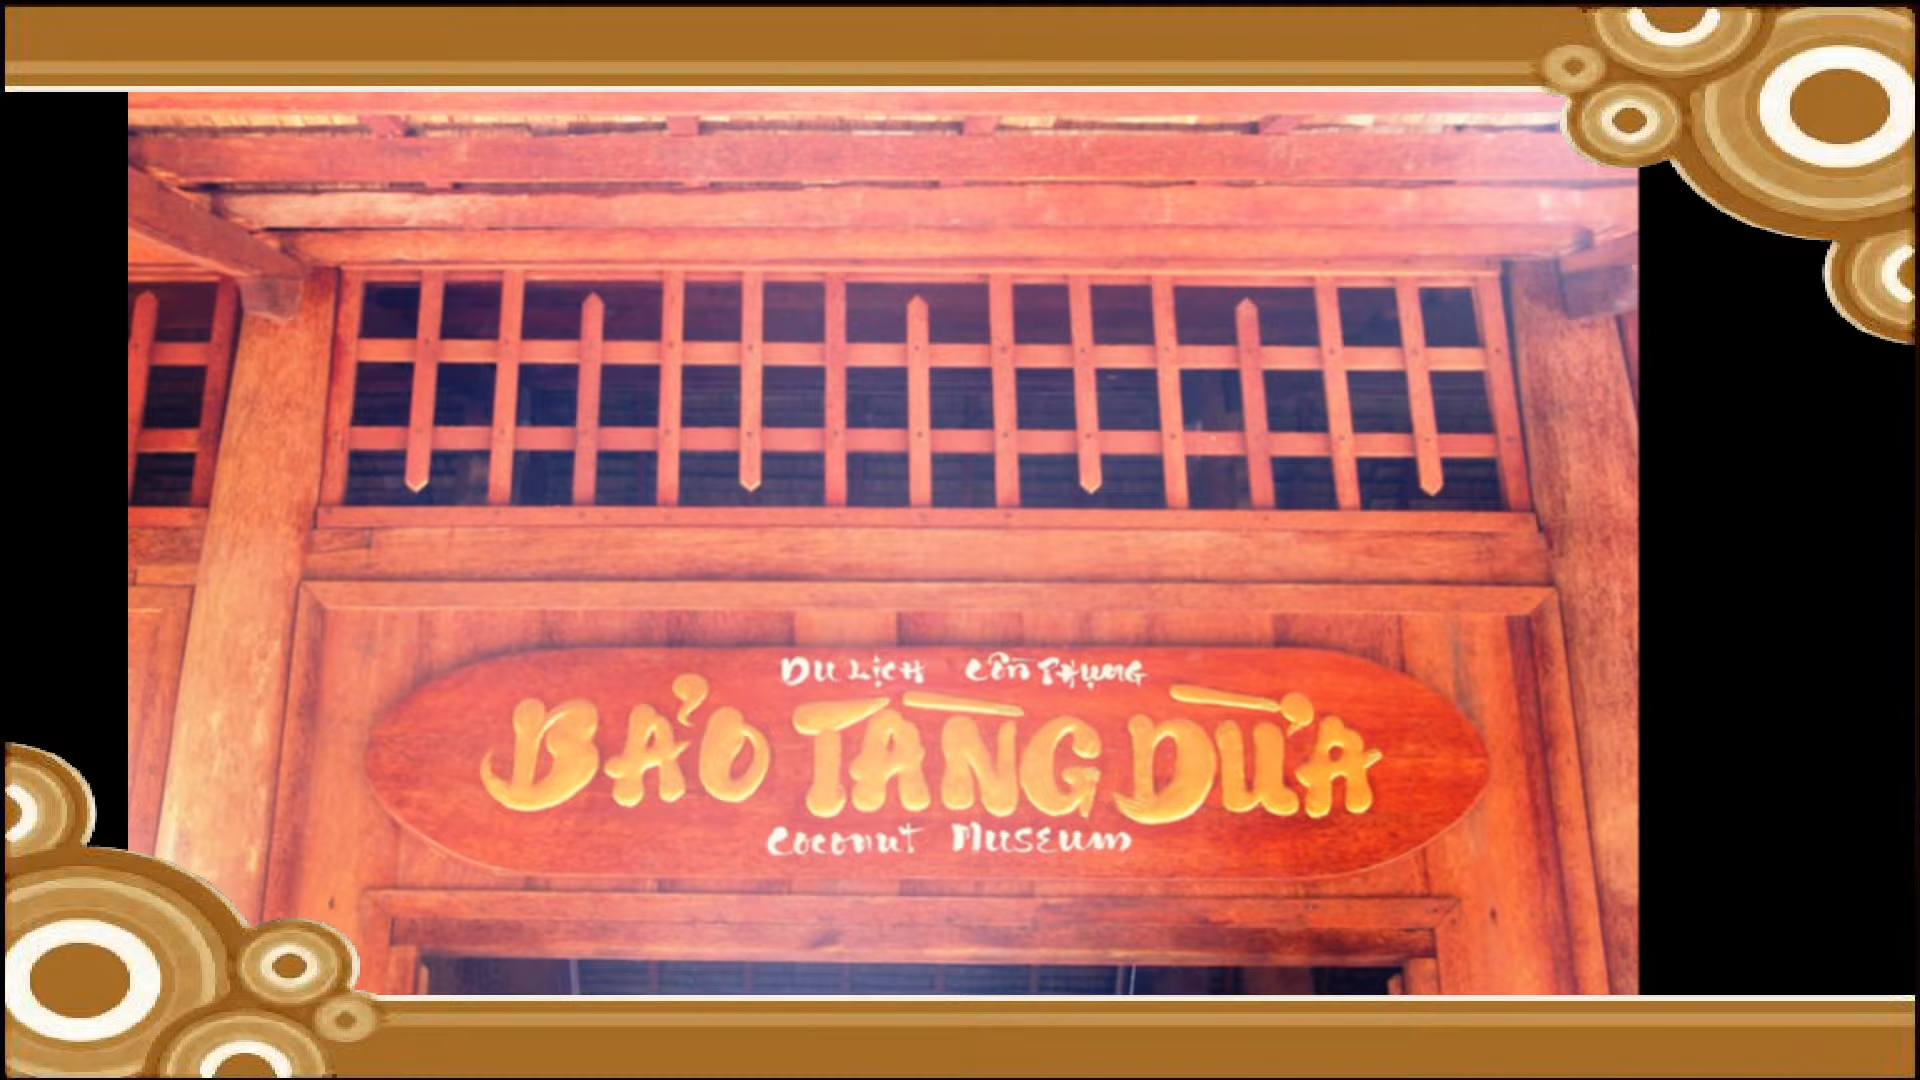 DU LỊCH CỒN PHỤNG
BẢO TÀNG DỪA
Coconut Museum